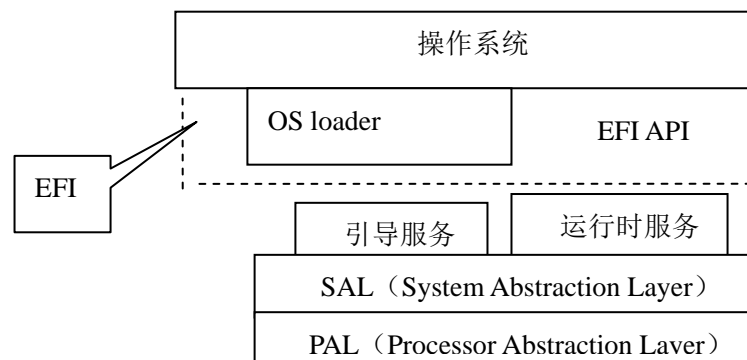 操作系统
OS loader
EFI API
EFI
引导服务
运行时服务
SAL（System Abstraction Layer）
PAL（Processor Abstraction Layer）